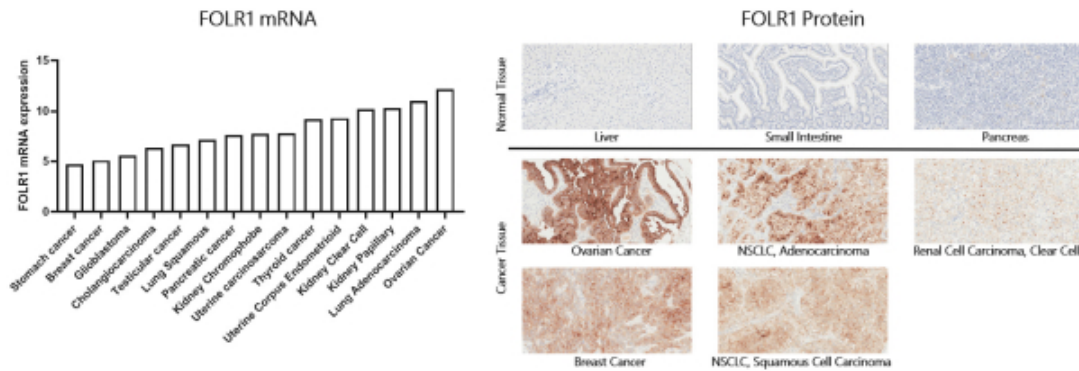 FOLR1 mRNA
FOLR1 mRNA expression
15
10
5
0
Stomach cancer
Breast cancer
Glioblastoma
Cholangiocarcinoma
Testicular cancer
Lung Squamous
Pancreatic cancer
Kidney Chromophobe
Uterine carcinosarcoma
Thyroid cancer
Uterine Corpus Endometrioid
Kidney Clear Cell
Kidney Papillary
Lung Adenocarcinoma
Ovarian Cancer
FOLR1 Protein
Normal Tissue
Liver
Small Intestine
Pancreas
Cancer Tissue
Ovarian Cancer
NSCLC, Adenocarcinoma
Renal Cell Carcinoma, Clear Cell
Breast Cancer
NSCLC, Squamous Cell Carcinoma